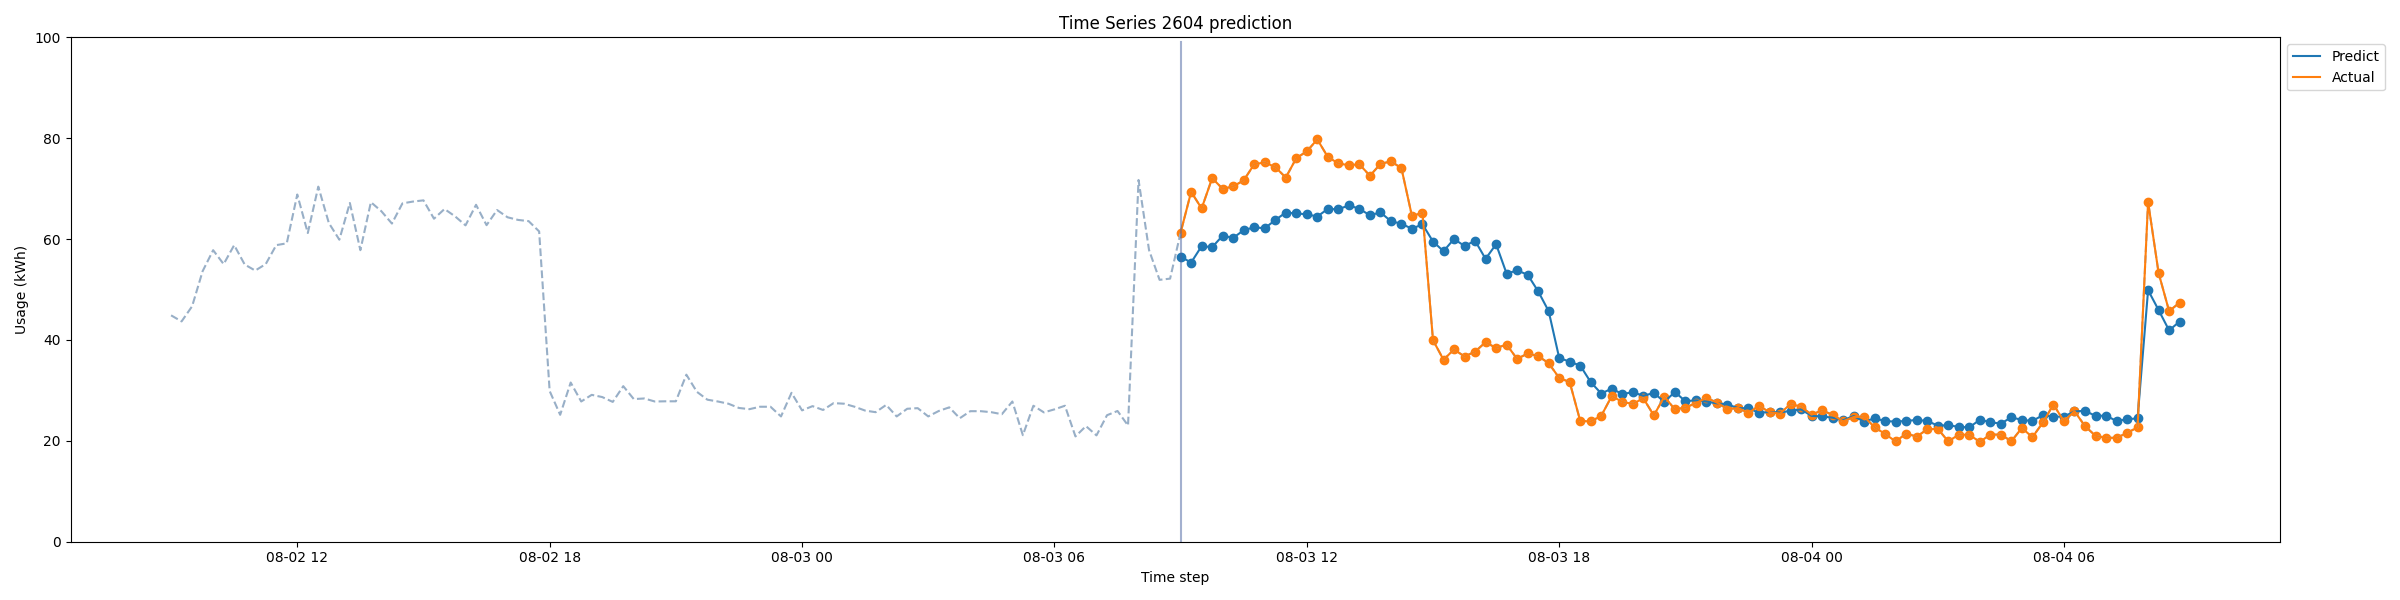 Time Series 2604 prediction
100
80
60
40
20
0
Usage (kWh)
Predict
Actual
08-02 12
08-02 18
08-03 00
08-03 06
08-03 12
08-03 18
08-04 00
08-04 06
Time step